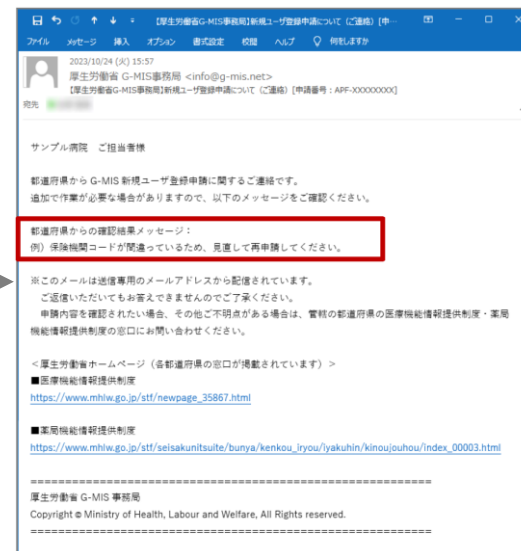 【厚生労働省G-MIS事務局】新規ユーザ登録申請について（ご連絡）[申…
ファイル メッセージ 挿入 オプション 書式設定 校閲 ヘルプ 何をしますか
2023/10/24 (火) 15:57
厚生労働省 G-MIS事務局 <info@g-mis.net>
【厚生労働省G-MIS事務局】新規ユーザ登録申請について（ご連絡）[申請番号：APF-XXXXXXXX]
宛先
サンプル病院　ご担当者様
都道府県から G-MIS 新規ユーザ登録申請に関するご連絡です。
追加で作業が必要な場合がありますので、以下のメッセージをご確認ください。
都道府県からの確認結果メッセージ：
例）保険機関コードが間違っているため、見直して再申請してください。
※このメールは送信専用のメールアドレスから配信されています。
ご返信いただいてもお答えできませんのでご了承ください。
申請内容を確認されたい場合、その他ご不明点がある場合は、管轄の都道府県の医療機能情報提供制度・薬局
機能情報提供制度の窓口にお問い合わせください。
＜厚生労働省ホームページ（各都道府県の窓口が掲載されています）＞
■医療機能情報提供制度
https://www.mhlw.go.jp/stf/newpage_35867.html
■薬局機能情報提供制度
https://www.mhlw.go.jp/stf/seisakunitsuite/bunya/kenkou_iryou/iyakuhin/kinoujouhou/index_00003.html
==========================================================
厚生労働省 G-MIS 事務局
Copyright © Ministry of Health, Labour and Welfare, All Rights reserved.
==========================================================